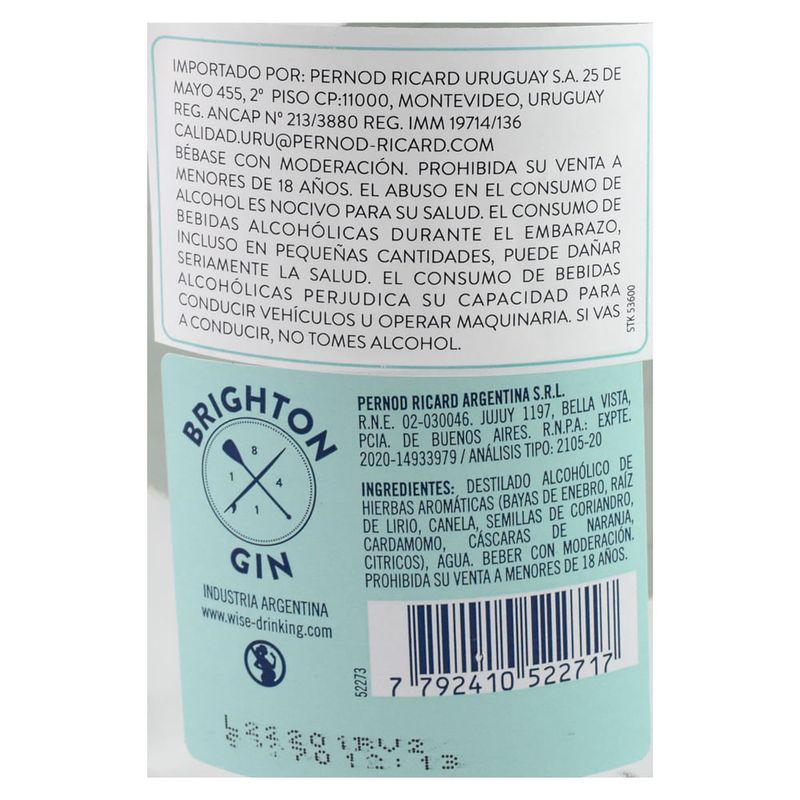 IMPORTADO POR: PERNOD RICARD URUGUAY S.A. 25 DE
MAYO 455, 2° PISO CP:11000, MONTEVIDEO, URUGUAY
REG. ANCAP N° 213/3880 REG. IMM 19714/136
CALIDAD.URU@PERNOD-RICARD.COM
BÉBASE CON MODERACIÓN. PROHIBIDA SU VENTA A
MENORES DE 18 AÑOS. EL ABUSO EN EL CONSUMO DE
ALCOHOL ES NOCIVO PARA SU SALUD. EL CONSUMO DE
BEBIDAS ALCOHÓLICAS DURANTE EL EMBARAZO,
INCLUSO EN PEQUEÑAS CANTIDADES, PUEDE DAÑAR
SERIAMENTE LA SALUD. EL CONSUMO DE BEBIDAS
ALCOHÓLICAS PERJUDICA SU CAPACIDAD PARA
CONDUCIR VEHÍCULOS U OPERAR MAQUINARIA. SI VAS
A CONDUCIR, NO TOMES ALCOHOL.
STK 53600
BRIGHTON
8
1 4
1
GIN
INDUSTRIA ARGENTINA
www.wise-drinking.com
PERNOD RICARD ARGENTINA S.R.L.
R.N.E. 02-030046. JUJUY 1197, BELLA VISTA,
PCIA. DE BUENOS AIRES. R.N.P.A.: EXPTE.
2020-14933979 / ANÁLISIS TIPO: 2105-20
INGREDIENTES: DESTILADO ALCOHÓLICO DE
HIERBAS AROMÁTICAS (BAYAS DE ENEBRO, RAÍZ
DE LIRIO, CANELA, SEMILLAS DE CORIANDRO,
CARDAMOMO, CÁSCARAS DE NARANJA,
CITRICOS), AGUA. BEBER CON MODERACIÓN.
PROHIBIDA SU VENTA A MENORES DE 18 AÑOS.
52273
7 792410 522717
12:13